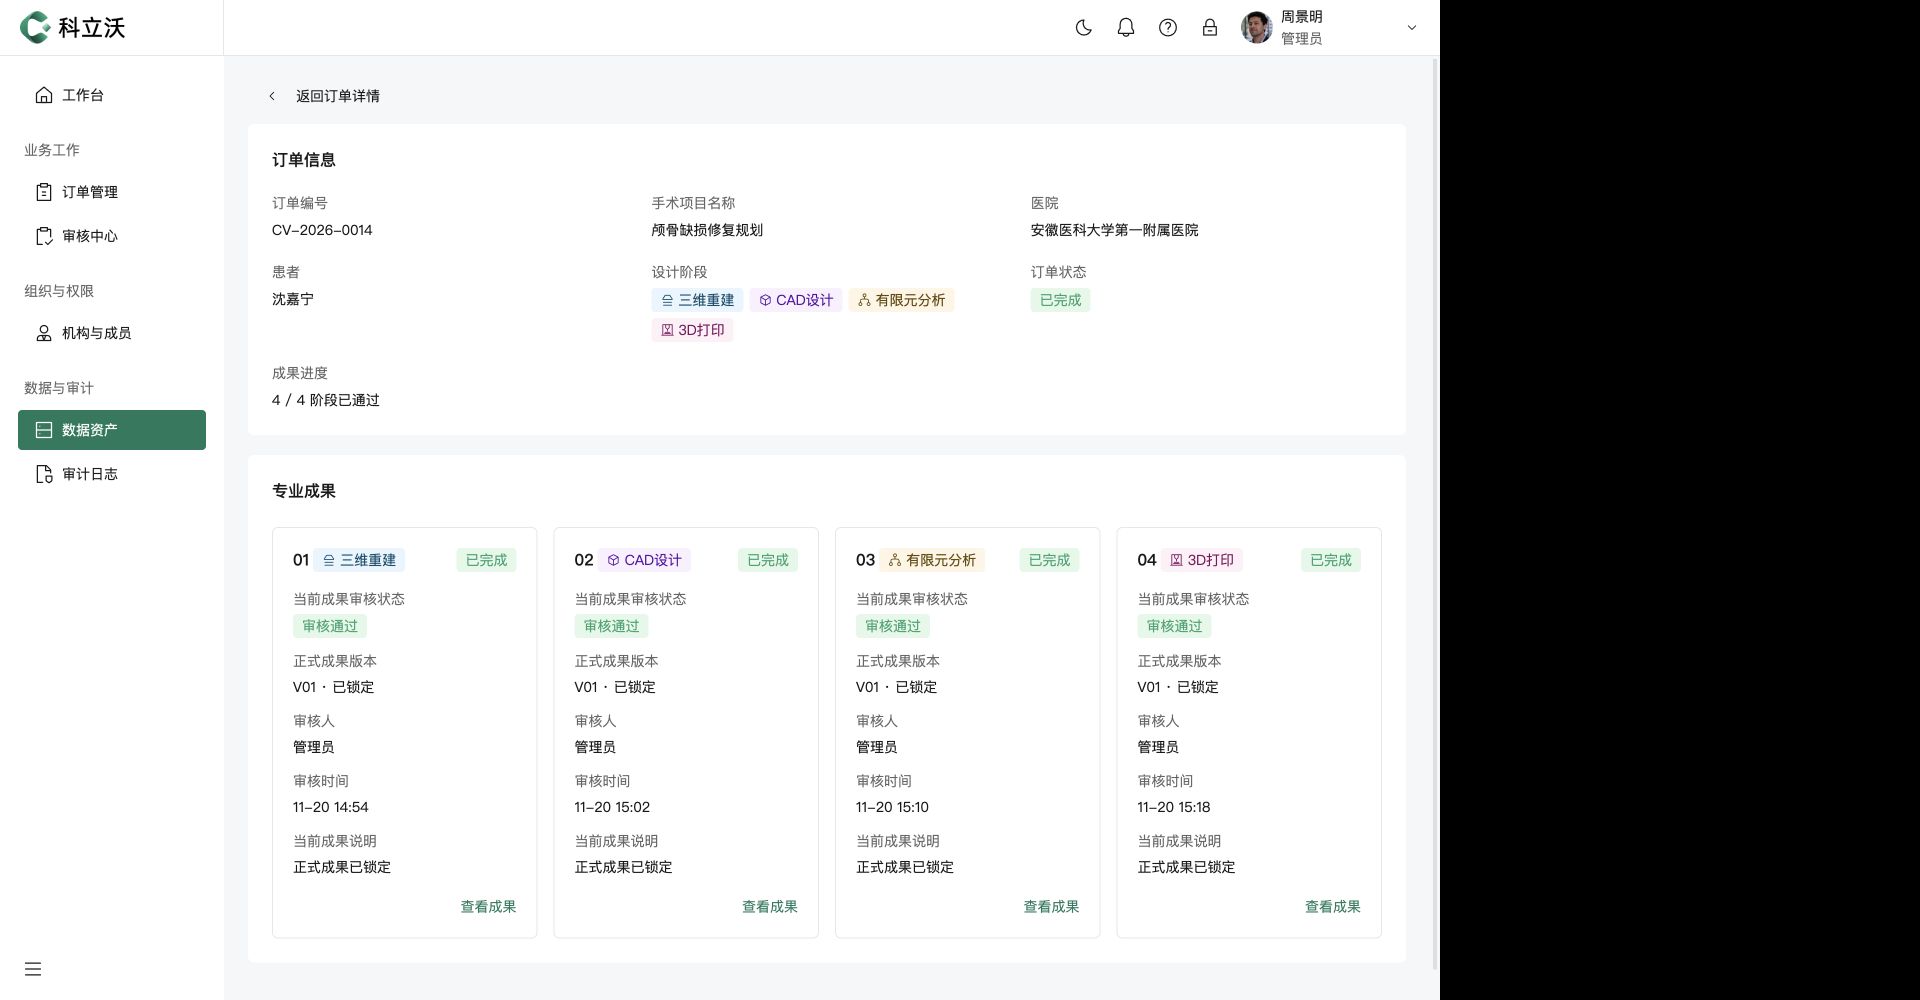 科立沃
周景明
管理员
工作台
业务工作
订单管理
审核中心
组织与权限
机构与成员
数据与审计
数据资产
审计日志
返回订单详情
订单信息
订单编号 手术项目名称 医院
CV-2026-0014 颅骨缺损修复规划 安徽医科大学第一附属医院
患者 设计阶段 订单状态
沈嘉宁 三维重建 CAD设计 有限元分析 已完成
3D打印
成果进度
4 / 4 阶段已通过
专业成果
01 三维重建 已完成
当前成果审核状态
审核通过
正式成果版本
V01 · 已锁定
审核人
管理员
审核时间
11-20 14:54
当前成果说明
正式成果已锁定
查看成果
02 CAD设计 已完成
当前成果审核状态
审核通过
正式成果版本
V01 · 已锁定
审核人
管理员
审核时间
11-20 15:02
当前成果说明
正式成果已锁定
查看成果
03 有限元分析 已完成
当前成果审核状态
审核通过
正式成果版本
V01 · 已锁定
审核人
管理员
审核时间
11-20 15:10
当前成果说明
正式成果已锁定
查看成果
04 3D打印 已完成
当前成果审核状态
审核通过
正式成果版本
V01 · 已锁定
审核人
管理员
审核时间
11-20 15:18
当前成果说明
正式成果已锁定
查看成果